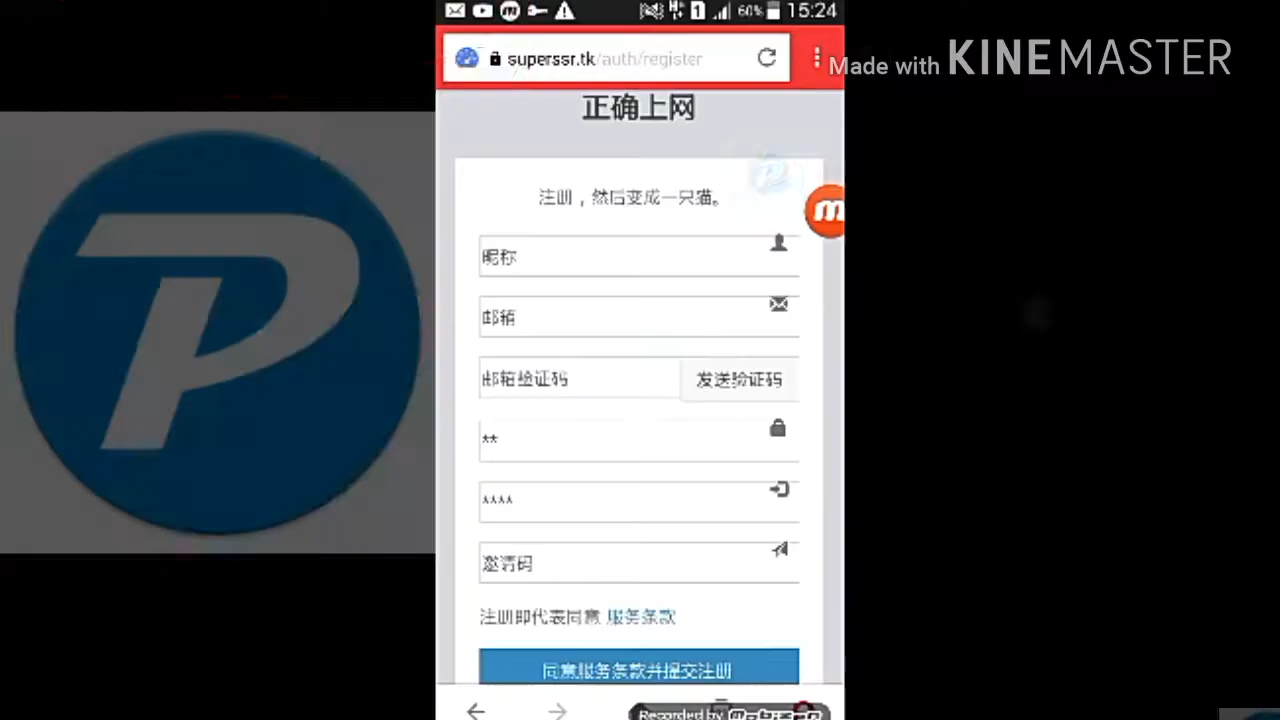 60% 15:24
superssr.tk/auth/register
Made with KINEMASTER
正确上网
注册，然后变成一只猫。
昵称
邮箱
邮箱验证码 发送验证码
**
****
邀请码
注册即代表同意 服务条款
同意服务条款并提交注册
Recorded by